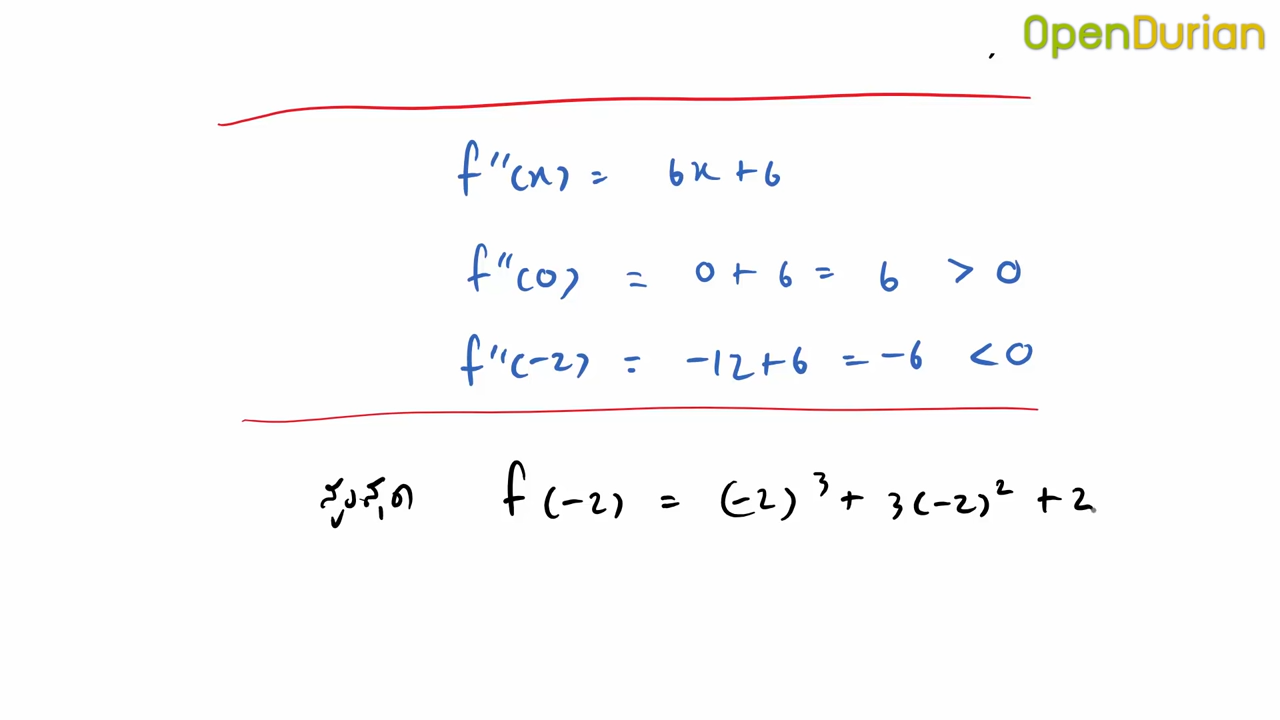 OpenDurian
f''(x) = 6x + 6
f''(0) = 0 + 6 = 6 > 0
f''(-2) = -12 + 6 = -6 < 0
สูงสุด f(-2) = (-2)³ + 3(-2)² + 2